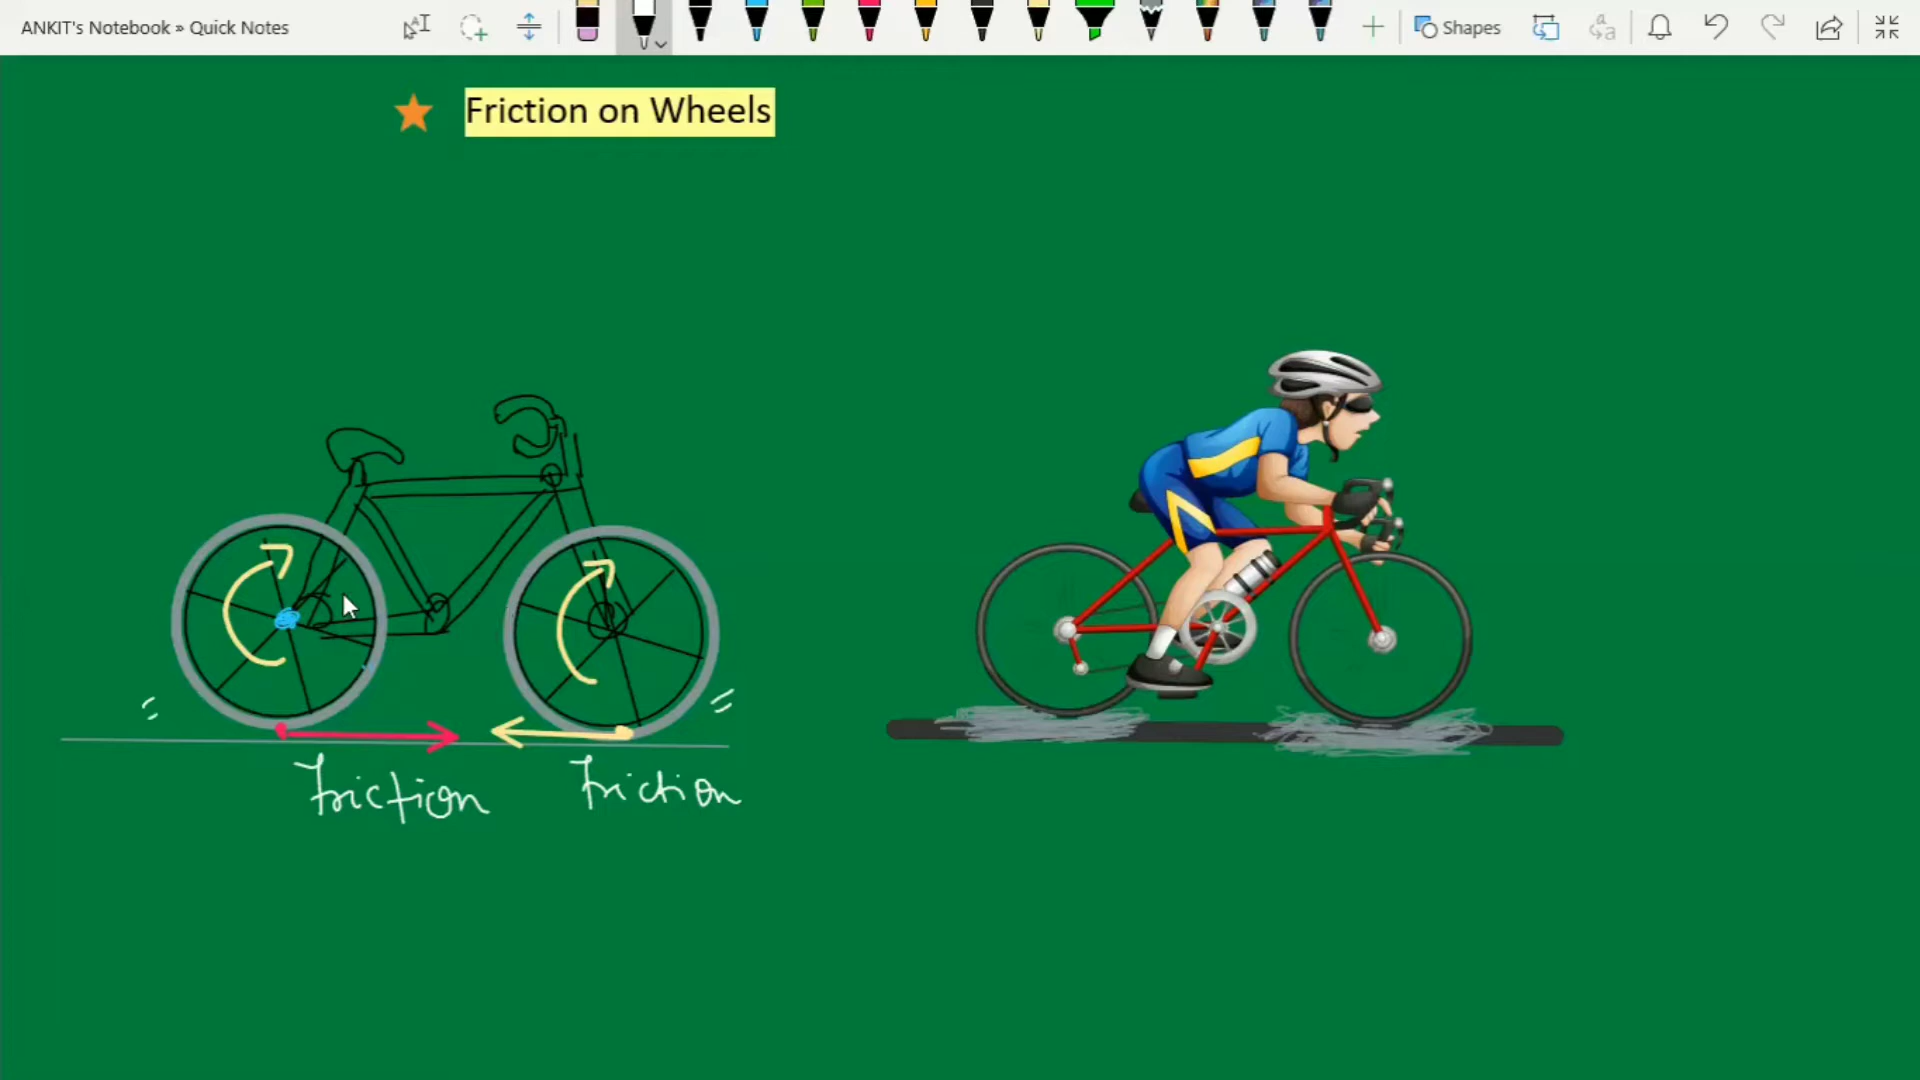 ANKIT's Notebook » Quick Notes
Shapes
Friction on Wheels
Friction
Friction